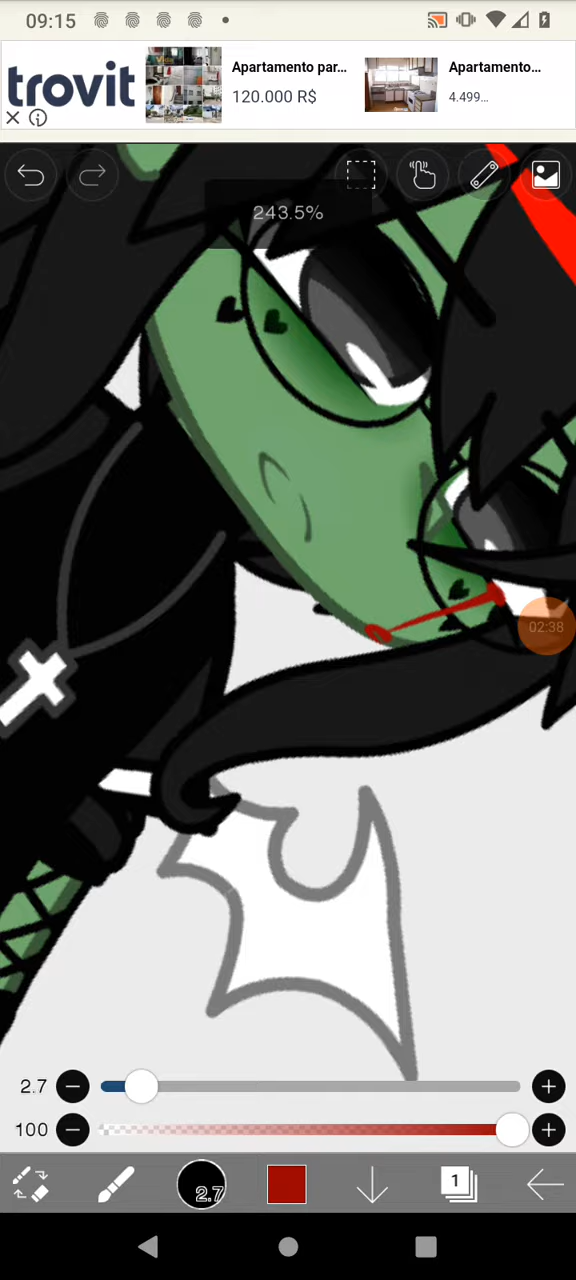 09:15
trovit
Apartamento par...
120.000 R$
Apartamento...
4.499...
243.5%
02:38
2.7
100
2.7
1